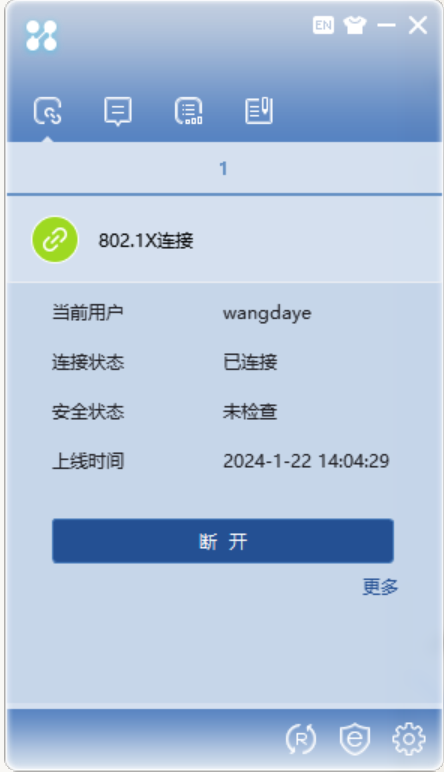 EN
1
802.1X连接
当前用户 wangdaye
连接状态 已连接
安全状态 未检查
上线时间 2024-1-22 14:04:29
断 开
更多
R
e